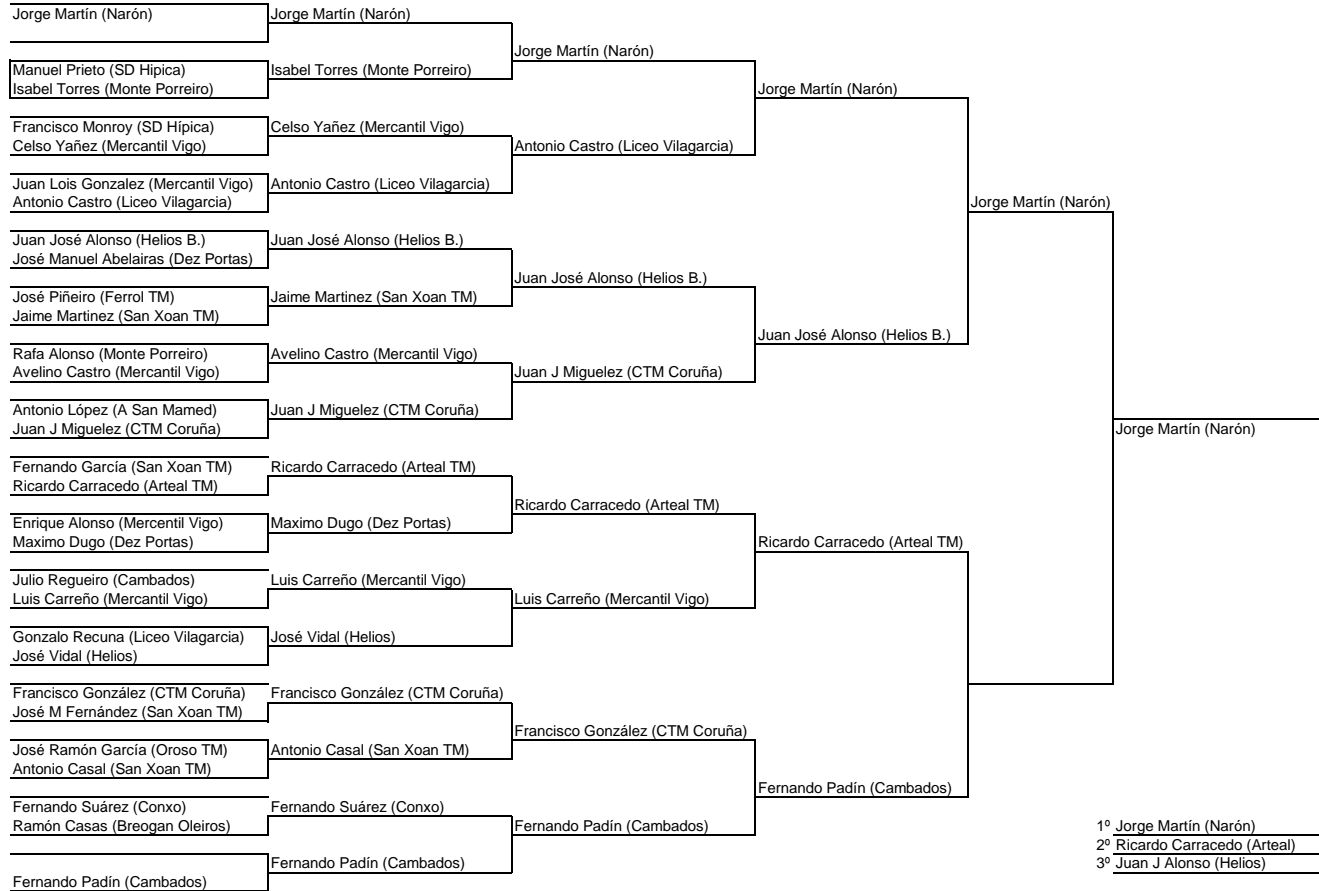 Jorge Martín (Narón)
Manuel Prieto (SD Hipica)
Isabel Torres (Monte Porreiro)
Francisco Monroy (SD Hípica)
Celso Yañez (Mercantil Vigo)
Juan Lois Gonzalez (Mercantil Vigo)
Antonio Castro (Liceo Vilagarcia)
Juan José Alonso (Helios B.)
José Manuel Abelairas (Dez Portas)
José Piñeiro (Ferrol TM)
Jaime Martinez (San Xoan TM)
Rafa Alonso (Monte Porreiro)
Avelino Castro (Mercantil Vigo)
Antonio López (A San Mamed)
Juan J Miguelez (CTM Coruña)
Fernando García (San Xoan TM)
Ricardo Carracedo (Arteal TM)
Enrique Alonso (Mercentil Vigo)
Maximo Dugo (Dez Portas)
Julio Regueiro (Cambados)
Luis Carreño (Mercantil Vigo)
Gonzalo Recuna (Liceo Vilagarcia)
José Vidal (Helios)
Francisco González (CTM Coruña)
José M Fernández (San Xoan TM)
José Ramón García (Oroso TM)
Antonio Casal (San Xoan TM)
Fernando Suárez (Conxo)
Ramón Casas (Breogan Oleiros)
Fernando Padín (Cambados)
Jorge Martín (Narón)
Isabel Torres (Monte Porreiro)
Celso Yañez (Mercantil Vigo)
Antonio Castro (Liceo Vilagarcia)
Juan José Alonso (Helios B.)
Jaime Martinez (San Xoan TM)
Avelino Castro (Mercantil Vigo)
Juan J Miguelez (CTM Coruña)
Ricardo Carracedo (Arteal TM)
Maximo Dugo (Dez Portas)
Luis Carreño (Mercantil Vigo)
José Vidal (Helios)
Francisco González (CTM Coruña)
Antonio Casal (San Xoan TM)
Fernando Suárez (Conxo)
Fernando Padín (Cambados)
Jorge Martín (Narón)
Antonio Castro (Liceo Vilagarcia)
Juan José Alonso (Helios B.)
Juan J Miguelez (CTM Coruña)
Ricardo Carracedo (Arteal TM)
Luis Carreño (Mercantil Vigo)
Francisco González (CTM Coruña)
Fernando Padín (Cambados)
Jorge Martín (Narón)
Juan José Alonso (Helios B.)
Ricardo Carracedo (Arteal TM)
Fernando Padín (Cambados)
Jorge Martín (Narón)
Jorge Martín (Narón)
1º Jorge Martín (Narón)
2º Ricardo Carracedo (Arteal)
3º Juan J Alonso (Helios)